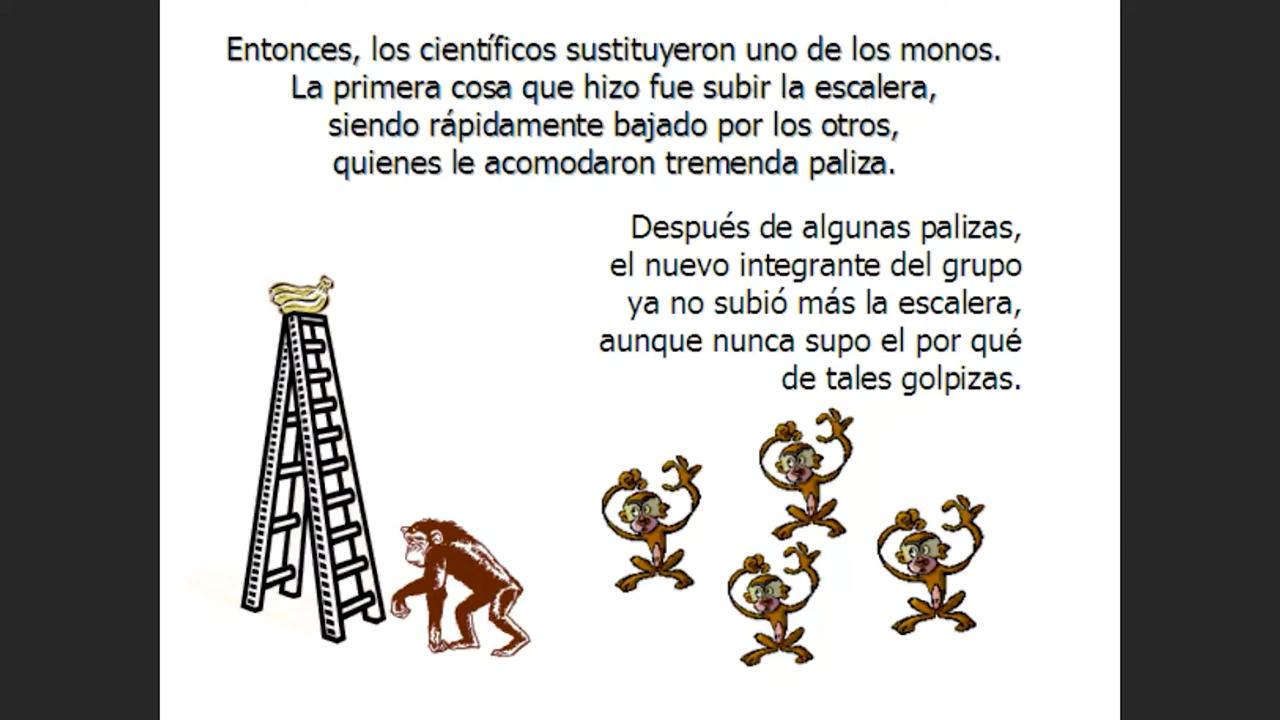 Entonces, los científicos sustituyeron uno de los monos.
La primera cosa que hizo fue subir la escalera,
siendo rápidamente bajado por los otros,
quienes le acomodaron tremenda paliza.
Después de algunas palizas,
el nuevo integrante del grupo
ya no subió más la escalera,
aunque nunca supo el por qué
de tales golpizas.